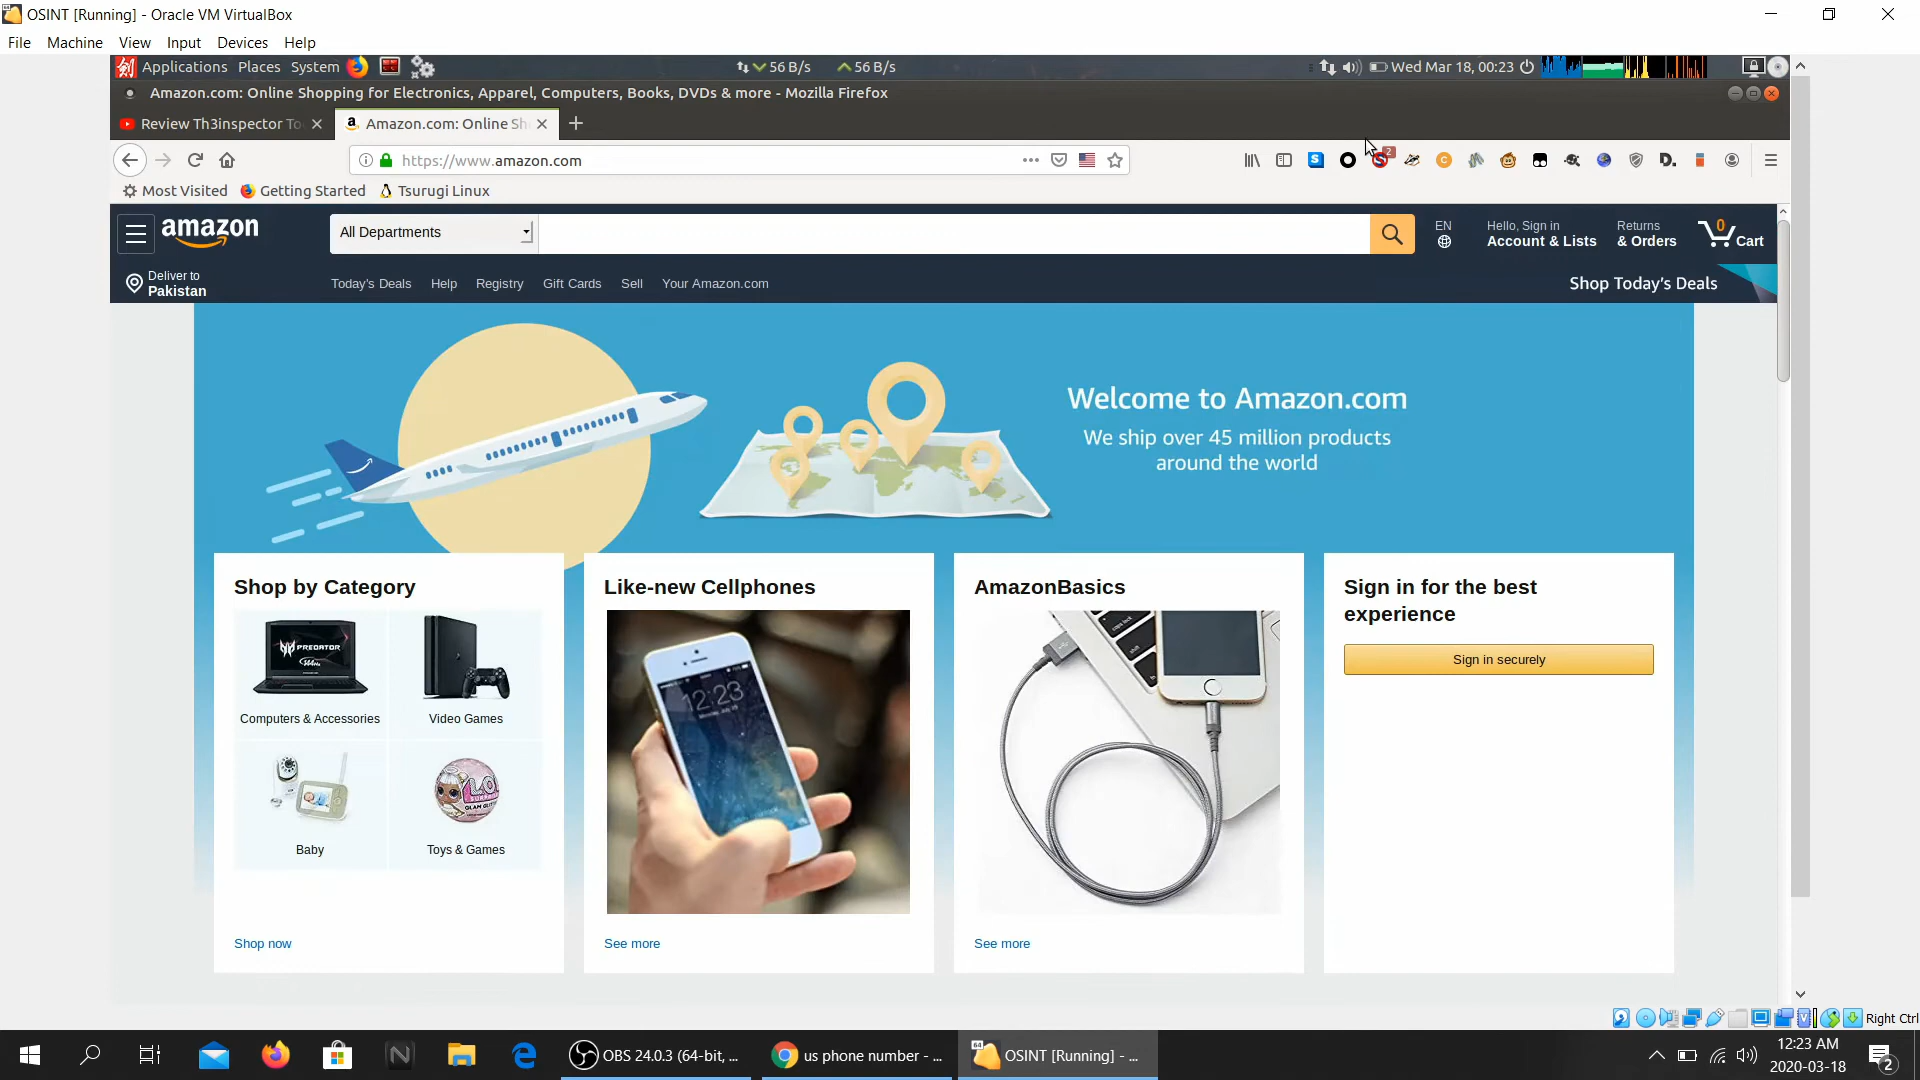 OSINT [Running] - Oracle VM VirtualBox
File Machine View Input Devices Help
Applications Places System 56 B/s 56 B/s Wed Mar 18, 00:23
Amazon.com: Online Shopping for Electronics, Apparel, Computers, Books, DVDs & more - Mozilla Firefox
Review Th3inspector To
Amazon.com: Online Sh
https://www.amazon.com
2
Most Visited Getting Started Tsurugi Linux
amazon
All Departments
EN
Hello, Sign in
Account & Lists
Returns
& Orders
0
Cart
Deliver to
Pakistan
Today's Deals Help Registry Gift Cards Sell Your Amazon.com
Shop Today's Deals
Welcome to Amazon.com
We ship over 45 million products
around the world
Shop by Category
PREDATOR
Computers & Accessories
Video Games
Baby
Toys & Games
Shop now
Like-new Cellphones
12:23
See more
AmazonBasics
See more
Sign in for the best
experience
Sign in securely
Right Ctrl
64
OBS 24.0.3 (64-bit, ...
us phone number - ...
OSINT [Running] - ...
12:23 AM
2020-03-18
2